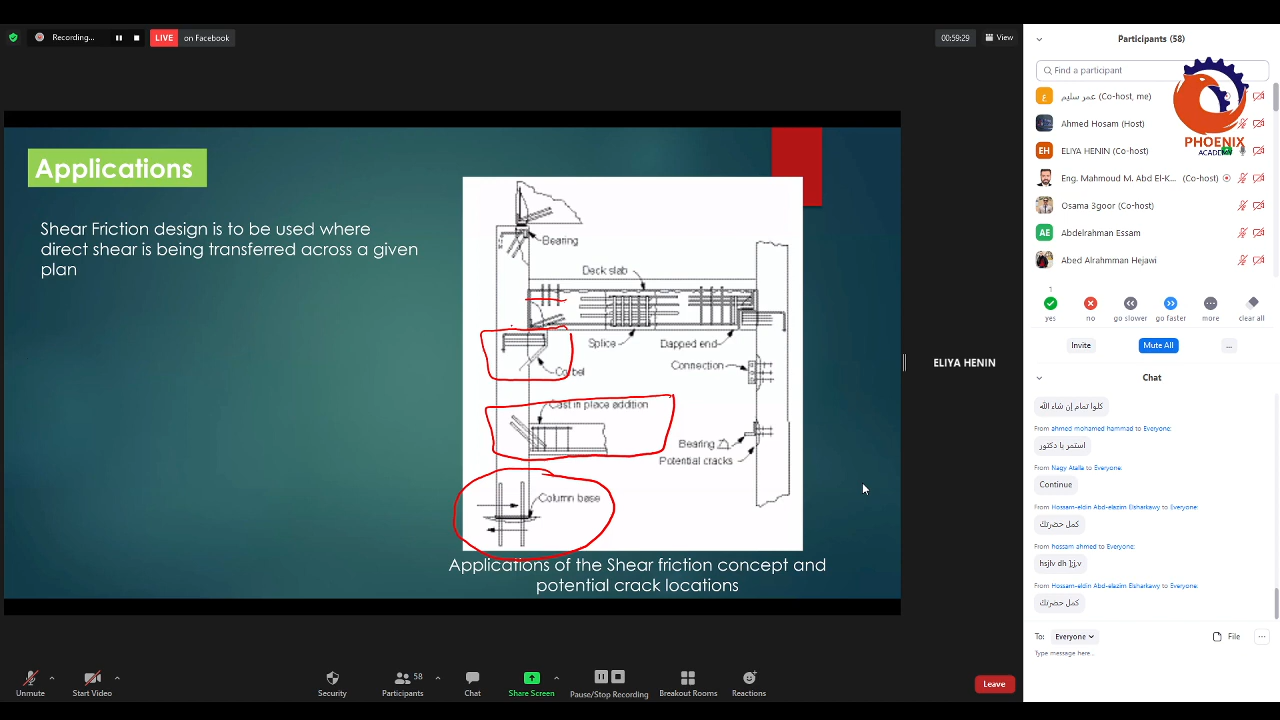 Recording...
LIVE on Facebook
00:59:29
View
Applications
Shear Friction design is to be used where
direct shear is being transferred across a given
plan
Bearing
Deck slab
Splice
Dapped end
Corbel
Connection
Cast in place addition
Bearing
Potential cracks
Column base
Applications of the Shear friction concept and
potential crack locations
ELIYA HENIN
Participants (58)
Find a participant
PHOENIX
ACADEMY
ع عمر سليم (Co-host, me)
Ahmed Hosam (Host)
EH ELIYA HENIN (Co-host)
Eng. Mahmoud M. Abd El-K... (Co-host)
Osama 3goor (Co-host)
AE Abdelrahman Essam
Abed Alrahmman Hejawi
1
yes no go slower go faster more clear all
Invite Mute All ...
Chat
كلوا تمام إن شاء الله
From ahmed mohamed hammad to Everyone:
استمر يا دكتور
From Nagy Atalla to Everyone:
Continue
From Hossam-eldin Abd-elazim Elsharkawy to Everyone:
كمل حضرتك
From hossam ahmed to Everyone:
From Hossam-eldin Abd-elazim Elsharkawy to Everyone:
كمل حضرتك
To: Everyone File ...
Type message here...
Unmute Start Video Security Participants 58 Chat Share Screen Pause/Stop Recording Breakout Rooms Reactions Leave